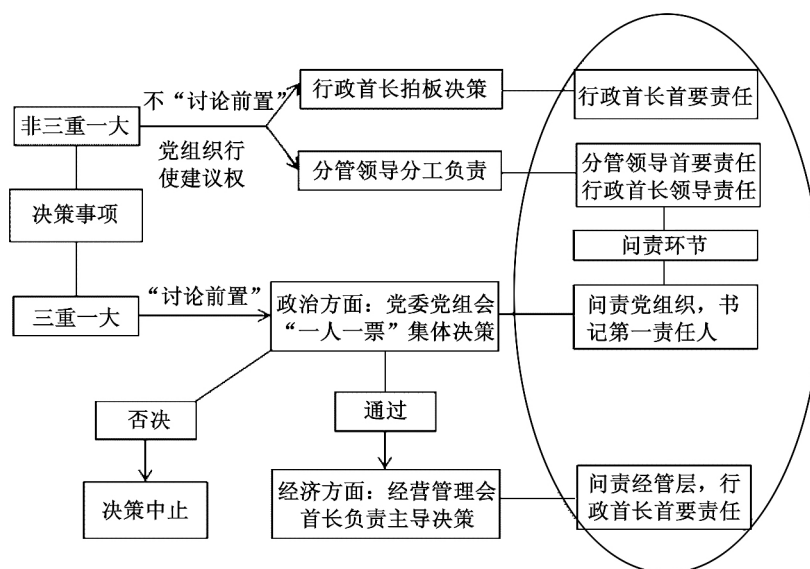 不“讨论前置”
行政首长拍板决策
行政首长首要责任
非三重一大
党组织行
使建议权
分管领导分工负责
分管领导首要责任
行政首长领导责任
决策事项
问责环节
三重一大
“讨论前置”
政治方面：党委党组会
“一人一票”集体决策
问责党组织，书
记第一责任人
否决
通过
决策中止
经济方面：经营管理会
首长负责主导决策
问责经管层，行
政首长首要责任